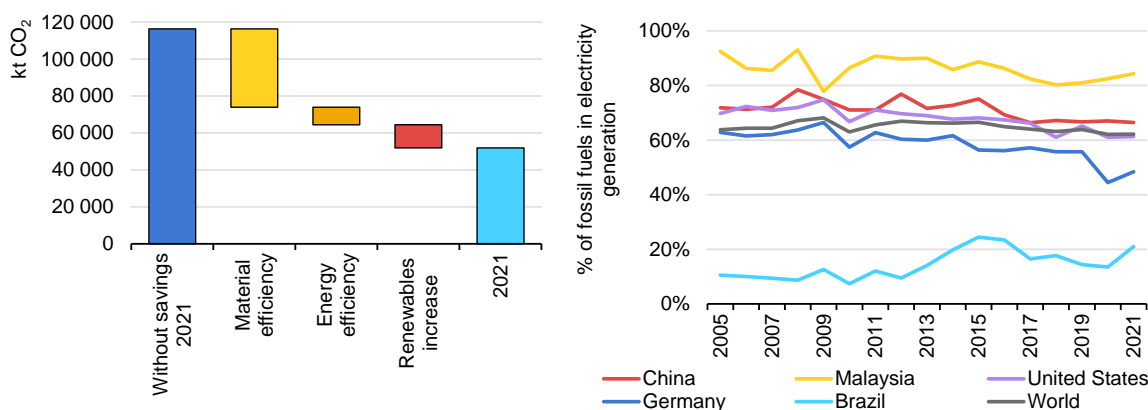 kt CO₂
120 000
100 000
80 000
60 000
40 000
20 000
0
Without savings
2021
Material
efficiency
Energy
efficiency
Renewables
increase
2021
% of fossil fuels in electricity
generation
100%
80%
60%
40%
20%
0%
2005
2007
2009
2011
2013
2015
2017
2019
2021
China
Malaysia
United States
Germany
Brazil
World